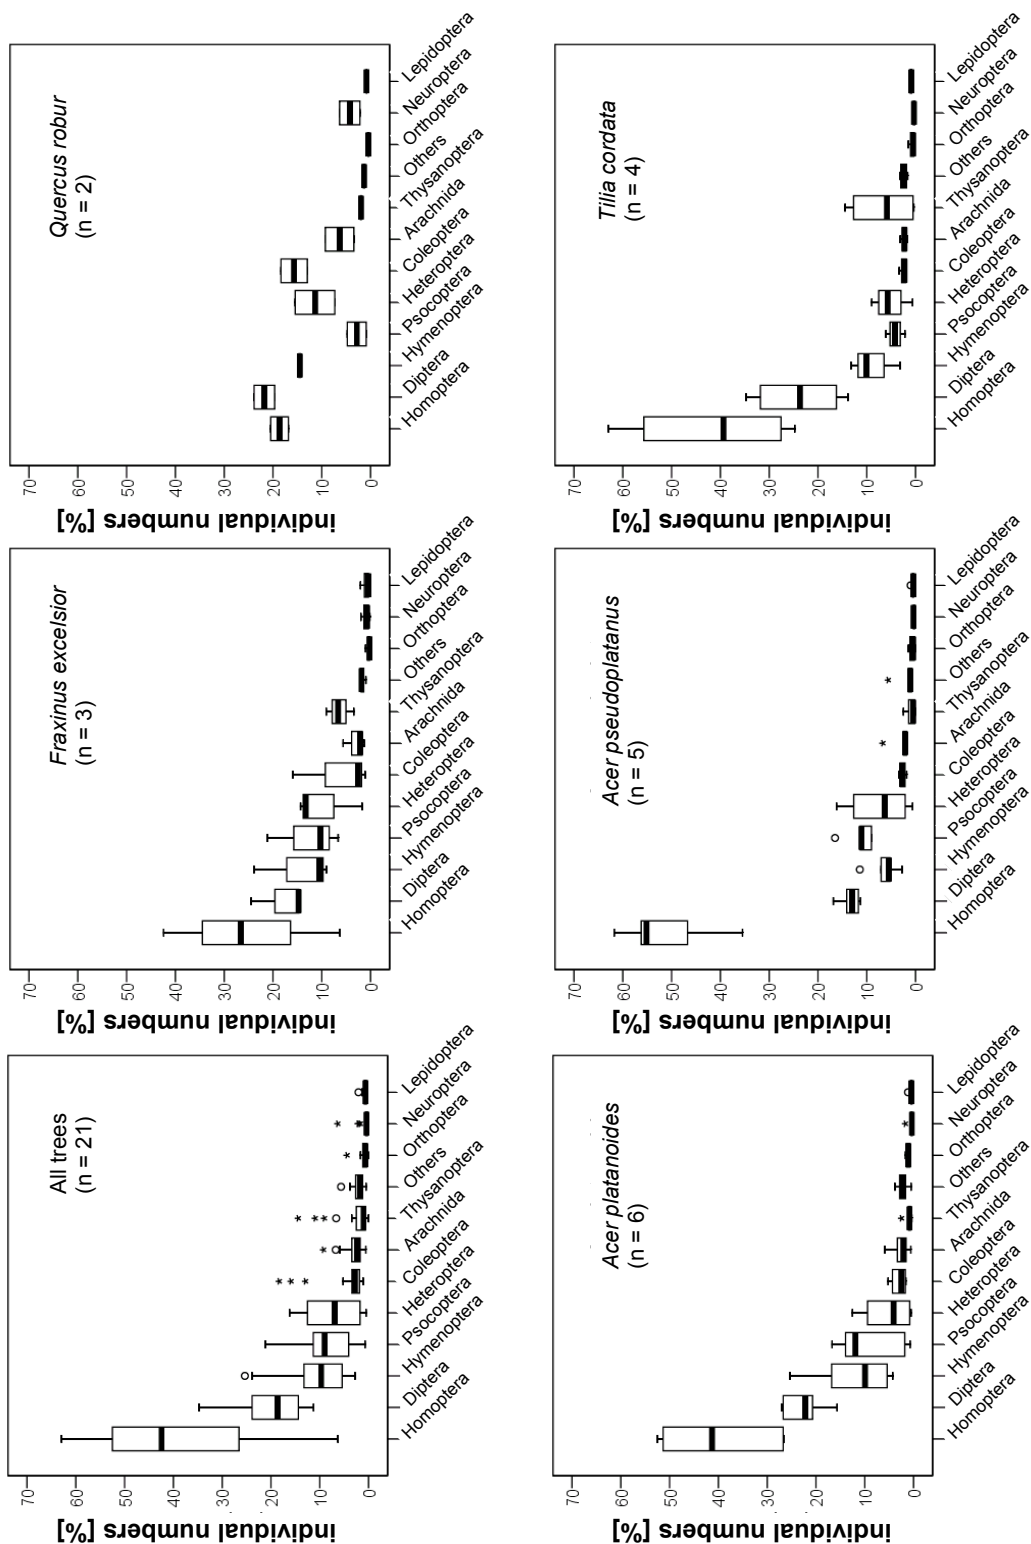 All trees
(n = 21)
individual numbers [%]
70
60
50
40
30
20
10
0
Homoptera
Diptera
Hymenoptera
Psocoptera
Heteroptera
Coleoptera
Arachnida
Thysanoptera
Others
Orthoptera
Neuroptera
Lepidoptera
Fraxinus excelsior
(n = 3)
individual numbers [%]
70
60
50
40
30
20
10
0
Homoptera
Diptera
Hymenoptera
Psocoptera
Heteroptera
Coleoptera
Arachnida
Thysanoptera
Others
Orthoptera
Neuroptera
Lepidoptera
Quercus robur
(n = 2)
individual numbers [%]
70
60
50
40
30
20
10
0
Homoptera
Diptera
Hymenoptera
Psocoptera
Heteroptera
Coleoptera
Arachnida
Thysanoptera
Others
Orthoptera
Neuroptera
Lepidoptera
Acer platanoides
(n = 6)
individual numbers [%]
70
60
50
40
30
20
10
0
Homoptera
Diptera
Hymenoptera
Psocoptera
Heteroptera
Coleoptera
Arachnida
Thysanoptera
Others
Orthoptera
Neuroptera
Lepidoptera
Acer pseudoplatanus
(n = 5)
individual numbers [%]
70
60
50
40
30
20
10
0
Homoptera
Diptera
Hymenoptera
Psocoptera
Heteroptera
Coleoptera
Arachnida
Thysanoptera
Others
Orthoptera
Neuroptera
Lepidoptera
Tilia cordata
(n = 4)
individual numbers [%]
70
60
50
40
30
20
10
0
Homoptera
Diptera
Hymenoptera
Psocoptera
Heteroptera
Coleoptera
Arachnida
Thysanoptera
Others
Orthoptera
Neuroptera
Lepidoptera